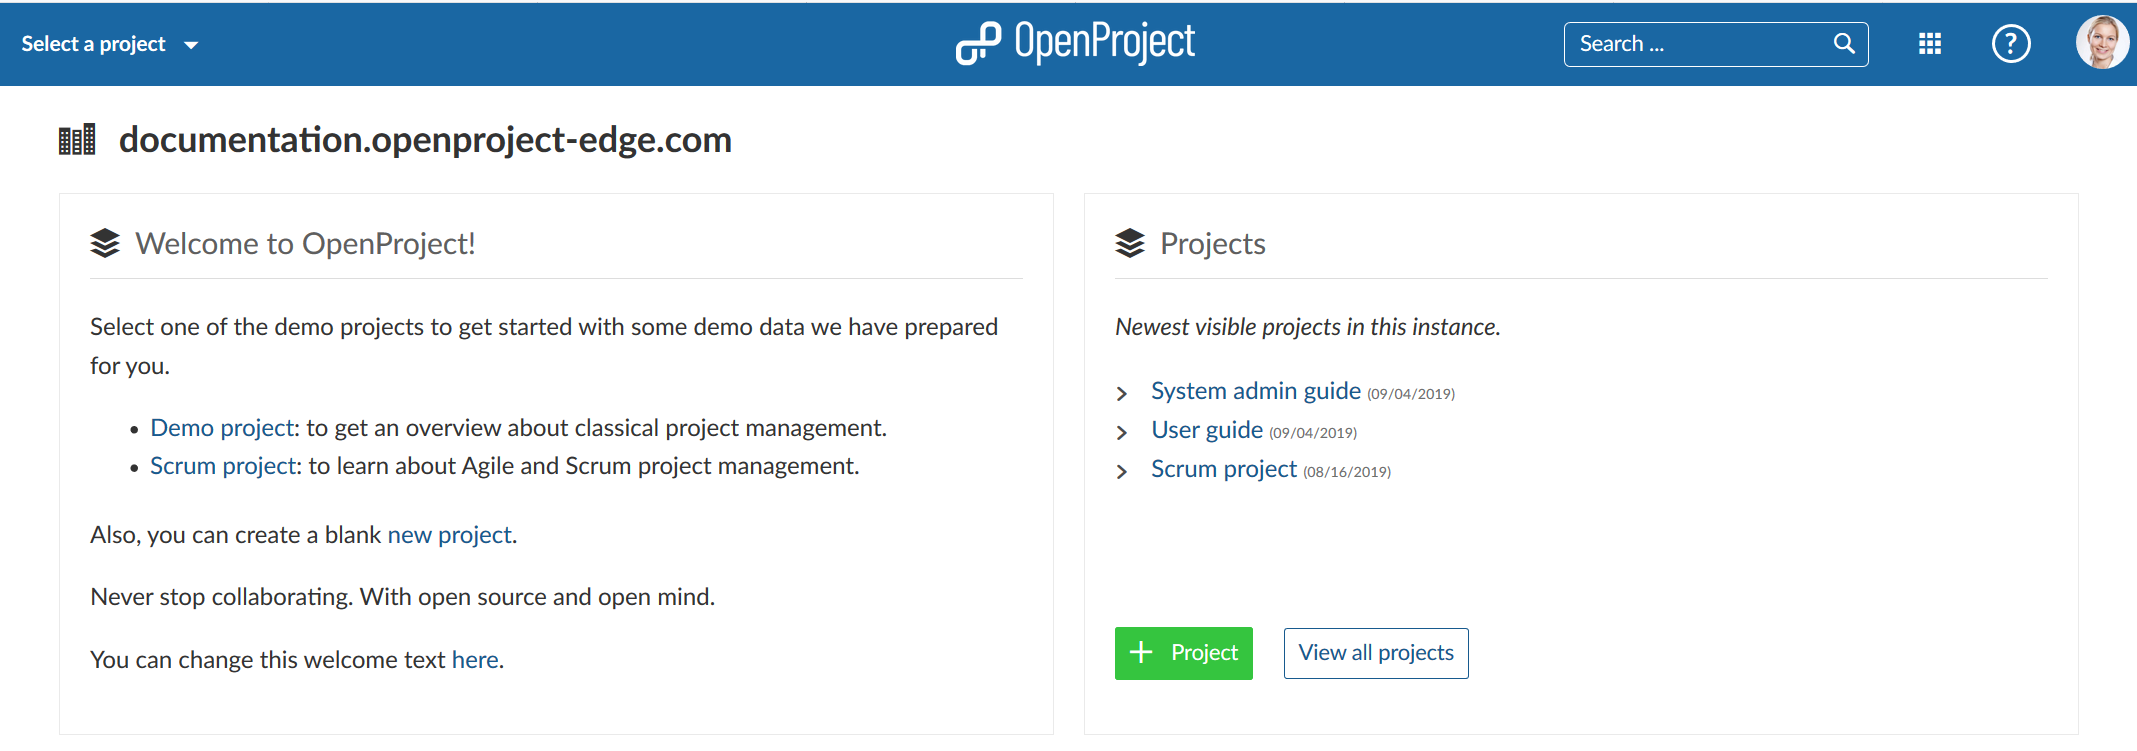 Select a project
OpenProject
Search ...
?
documentation.openproject-edge.com
Welcome to OpenProject!
Select one of the demo projects to get started with some demo data we have prepared
for you.
• Demo project: to get an overview about classical project management.
• Scrum project: to learn about Agile and Scrum project management.
Also, you can create a blank new project.
Never stop collaborating. With open source and open mind.
You can change this welcome text here.
Projects
Newest visible projects in this instance.
System admin guide (09/04/2019)
User guide (09/04/2019)
Scrum project (08/16/2019)
+ Project
View all projects